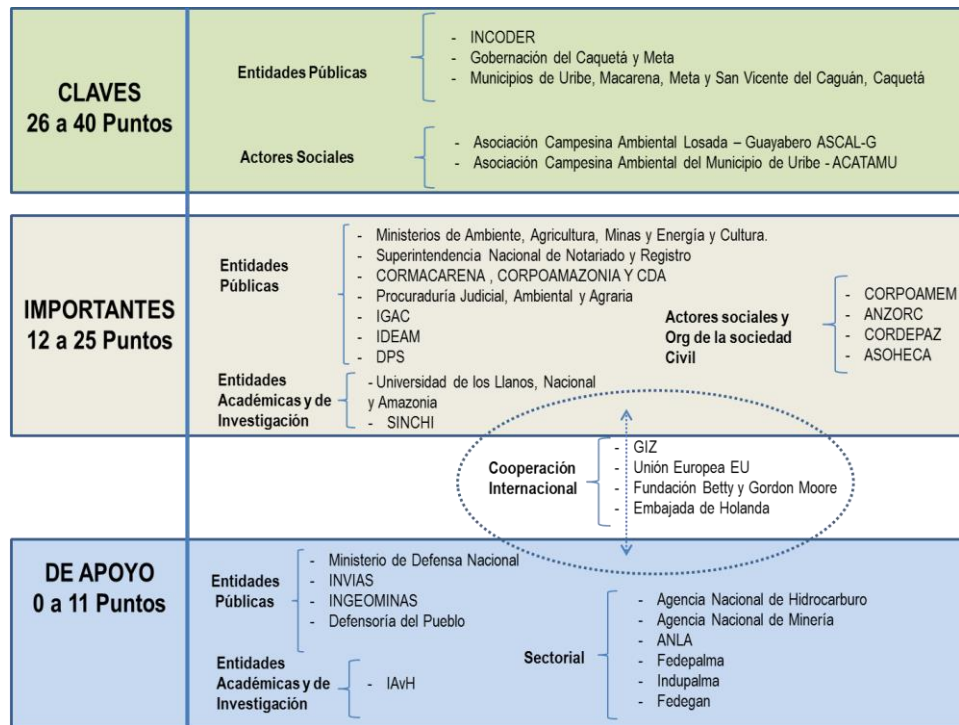 CLAVES
26 a 40 Puntos
Entidades Públicas
- INCODER
- Gobernación del Caquetá y Meta
- Municipios de Uribe, Macarena, Meta y San Vicente del Caguán, Caquetá
Actores Sociales
- Asociación Campesina Ambiental Losada – Guayabero ASCAL-G
- Asociación Campesina Ambiental del Municipio de Uribe - ACATAMU
IMPORTANTES
12 a 25 Puntos
Entidades
Públicas
- Ministerios de Ambiente, Agricultura, Minas y Energía y Cultura.
- Superintendencia Nacional de Notariado y Registro
- CORMACARENA , CORPOAMAZONIA Y CDA
- Procuraduría Judicial, Ambiental y Agraria
- IGAC
- IDEAM
- DPS
Actores sociales y
Org de la sociedad
Civil
- CORPOAMEM
- ANZORC
- CORDEPAZ
- ASOHECA
Entidades
Académicas y de
Investigación
- Universidad de los Llanos, Nacional
y Amazonia
- SINCHI
Cooperación
Internacional
- GIZ
- Unión Europea EU
- Fundación Betty y Gordon Moore
- Embajada de Holanda
DE APOYO
0 a 11 Puntos
Entidades
Públicas
- Ministerio de Defensa Nacional
- INVIAS
- INGEOMINAS
- Defensoría del Pueblo
Entidades
Académicas y de
Investigación
- IAvH
Sectorial
- Agencia Nacional de Hidrocarburo
- Agencia Nacional de Minería
- ANLA
- Fedepalma
- Indupalma
- Fedegan